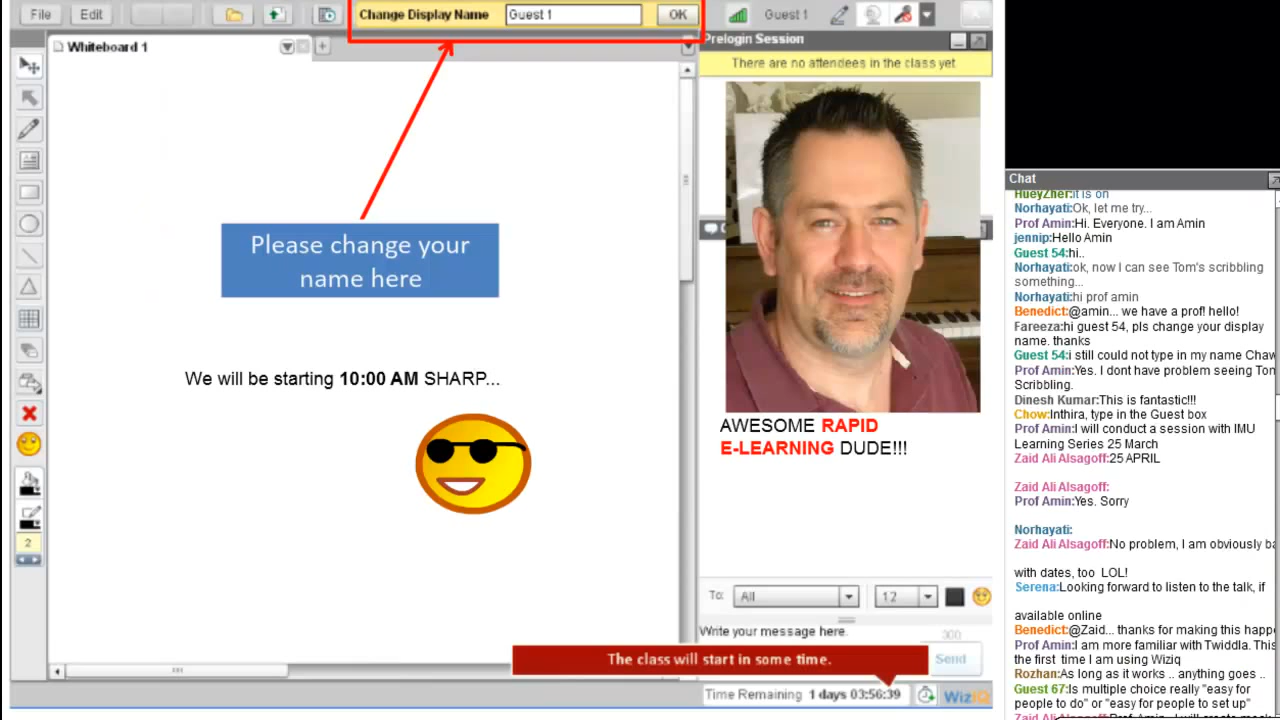 File
Edit
Change Display Name
Guest 1
OK
Guest 1
Whiteboard 1
Prelogin Session
There are no attendees in the class yet
Please change your
name here
We will be starting 10:00 AM SHARP...
2
AWESOME RAPID
E-LEARNING DUDE!!!
To:
All
12
Write your message here.
300
The class will start in some time.
Send
Time Remaining 1 days 03:56:39
WizIQ
Chat
HueyZher:it is on
Norhayati:Ok, let me try...
Prof Amin:Hi. Everyone. I am Amin
jennip:Hello Amin
Guest 54:hi..
Norhayati:ok, now I can see Tom's scribbling
something...
Norhayati:hi prof amin
Benedict:@amin... we have a prof! hello!
Fareeza:hi guest 54, pls change your display
name. thanks
Guest 54:i still could not type in my name Chaw
Prof Amin:Yes. I dont have problem seeing Tom
Scribbling.
Dinesh Kumar:This is fantastic!!!
Chow:Inthira, type in the Guest box
Prof Amin:I will conduct a session with IMU
Learning Series 25 March
Zaid Ali Alsagoff:25 APRIL
Zaid Ali Alsagoff:
Prof Amin:Yes. Sorry
Norhayati:
Zaid Ali Alsagoff:No problem, I am obviously ba
with dates, too LOL!
Serena:Looking forward to listen to the talk, if
available online
Benedict:@Zaid... thanks for making this happe
Prof Amin:I am more familiar with Twiddla. This
the first time I am using Wiziq
Rozhan:As long as it works .. anything goes ..
Guest 67:Is multiple choice really "easy for
people to do" or "easy for people to set up"